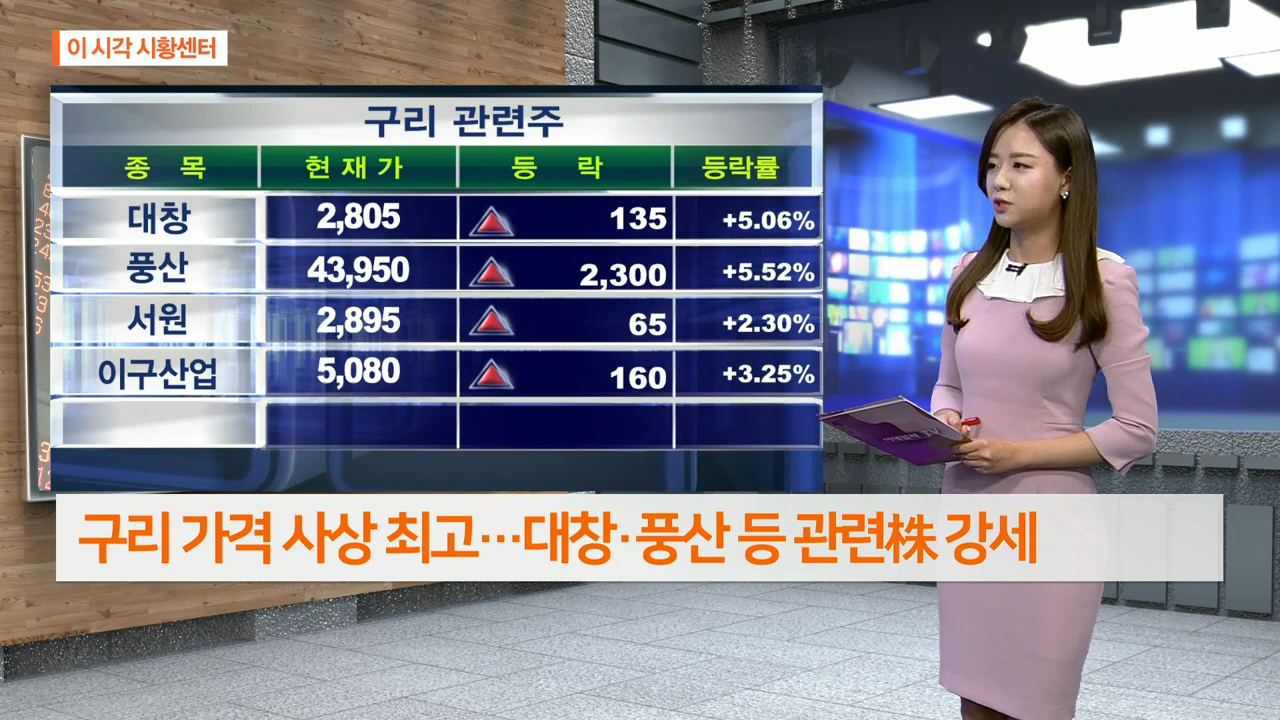 이 시각 시황센터
구리 관련주
종 목 현 재 가 등 락 등락률
대창 2,805 ▲ 135 +5.06%
풍산 43,950 ▲ 2,300 +5.52%
서원 2,895 ▲ 65 +2.30%
이구산업 5,080 ▲ 160 +3.25%
구리 가격 사상 최고…대창·풍산 등 관련株 강세